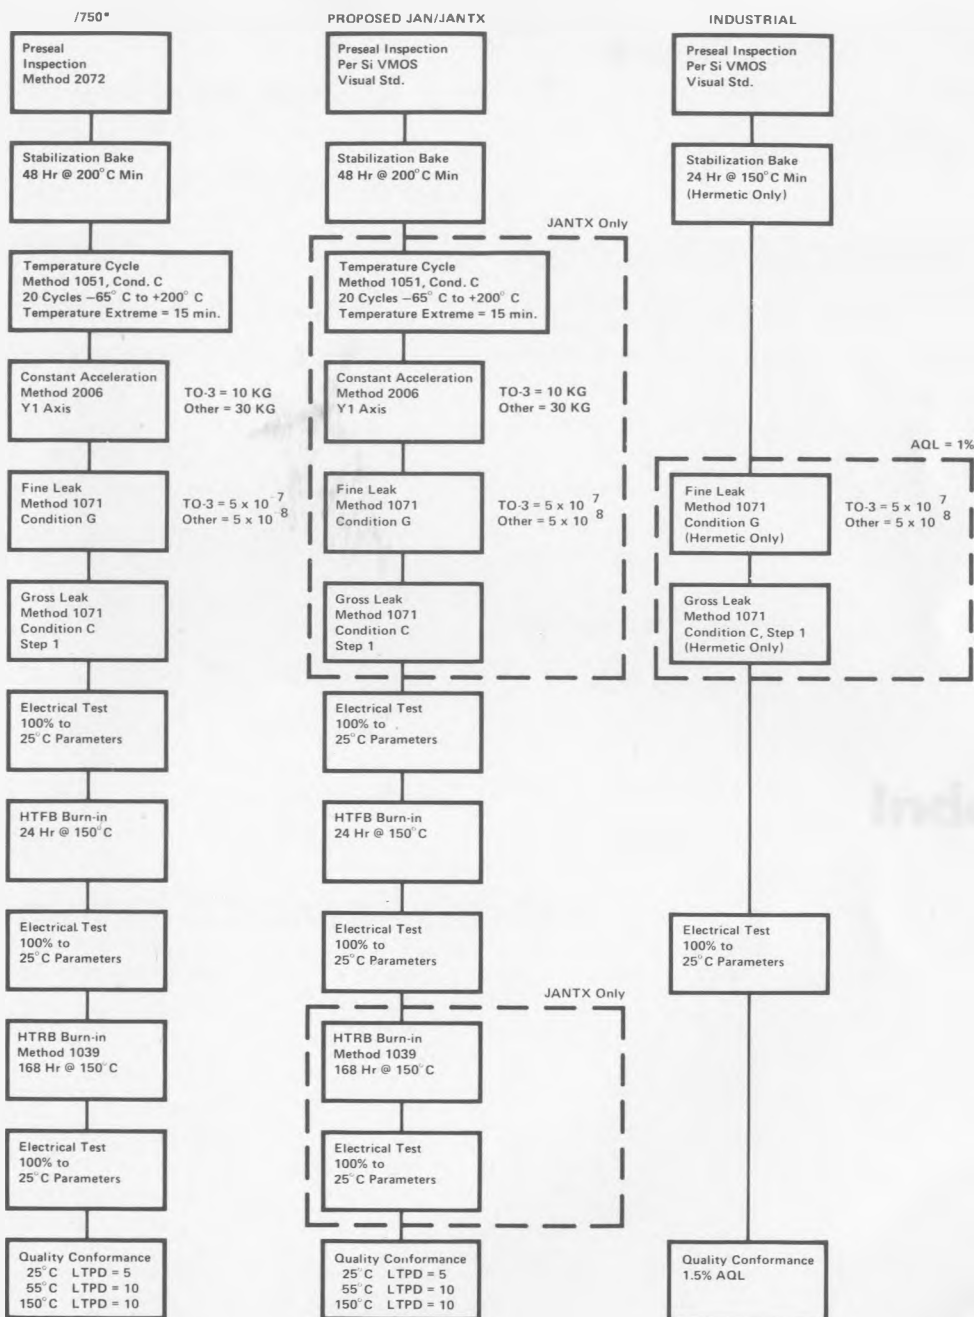 /750*
Preseal
Inspection
Method 2072
Stabilization Bake
48 Hr @ 200°C Min
Temperature Cycle
Method 1051, Cond. C
20 Cycles –65° C to +200° C
Temperature Extreme = 15 min.
Constant Acceleration
Method 2006
Y1 Axis
TO-3 = 10 KG
Other = 30 KG
Fine Leak
Method 1071
Condition G
TO-3 = 5 x 10⁻⁷
Other = 5 x 10⁻⁸
Gross Leak
Method 1071
Condition C
Step 1
Electrical Test
100% to
25°C Parameters
HTFB Burn-in
24 Hr @ 150°C
Electrical Test
100% to
25°C Parameters
HTRB Burn-in
Method 1039
168 Hr @ 150°C
Electrical Test
100% to
25°C Parameters
Quality Conformance
25°C LTPD = 5
55°C LTPD = 10
150°C LTPD = 10
PROPOSED JAN/JANTX
Preseal Inspection
Per Si VMOS
Visual Std.
Stabilization Bake
48 Hr @ 200°C Min
JANTX Only
Temperature Cycle
Method 1051, Cond. C
20 Cycles –65° C to +200° C
Temperature Extreme = 15 min.
Constant Acceleration
Method 2006
Y1 Axis
TO-3 = 10 KG
Other = 30 KG
Fine Leak
Method 1071
Condition G
TO-3 = 5 x 10⁷
Other = 5 x 10⁸
Gross Leak
Method 1071
Condition C
Step 1
Electrical Test
100% to
25°C Parameters
HTFB Burn-in
24 Hr @ 150°C
Electrical Test
100% to
25°C Parameters
JANTX Only
HTRB Burn-in
Method 1039
168 Hr @ 150°C
Electrical Test
100% to
25°C Parameters
Quality Conformance
25°C LTPD = 5
55°C LTPD = 10
150°C LTPD = 10
INDUSTRIAL
Preseal Inspection
Per Si VMOS
Visual Std.
Stabilization Bake
24 Hr @ 150°C Min
(Hermetic Only)
AQL = 1%
Fine Leak
Method 1071
Condition G
(Hermetic Only)
TO-3 = 5 x 10⁷
Other = 5 x 10⁸
Gross Leak
Method 1071
Condition C, Step 1
(Hermetic Only)
Electrical Test
100% to
25°C Parameters
Quality Conformance
1.5% AQL